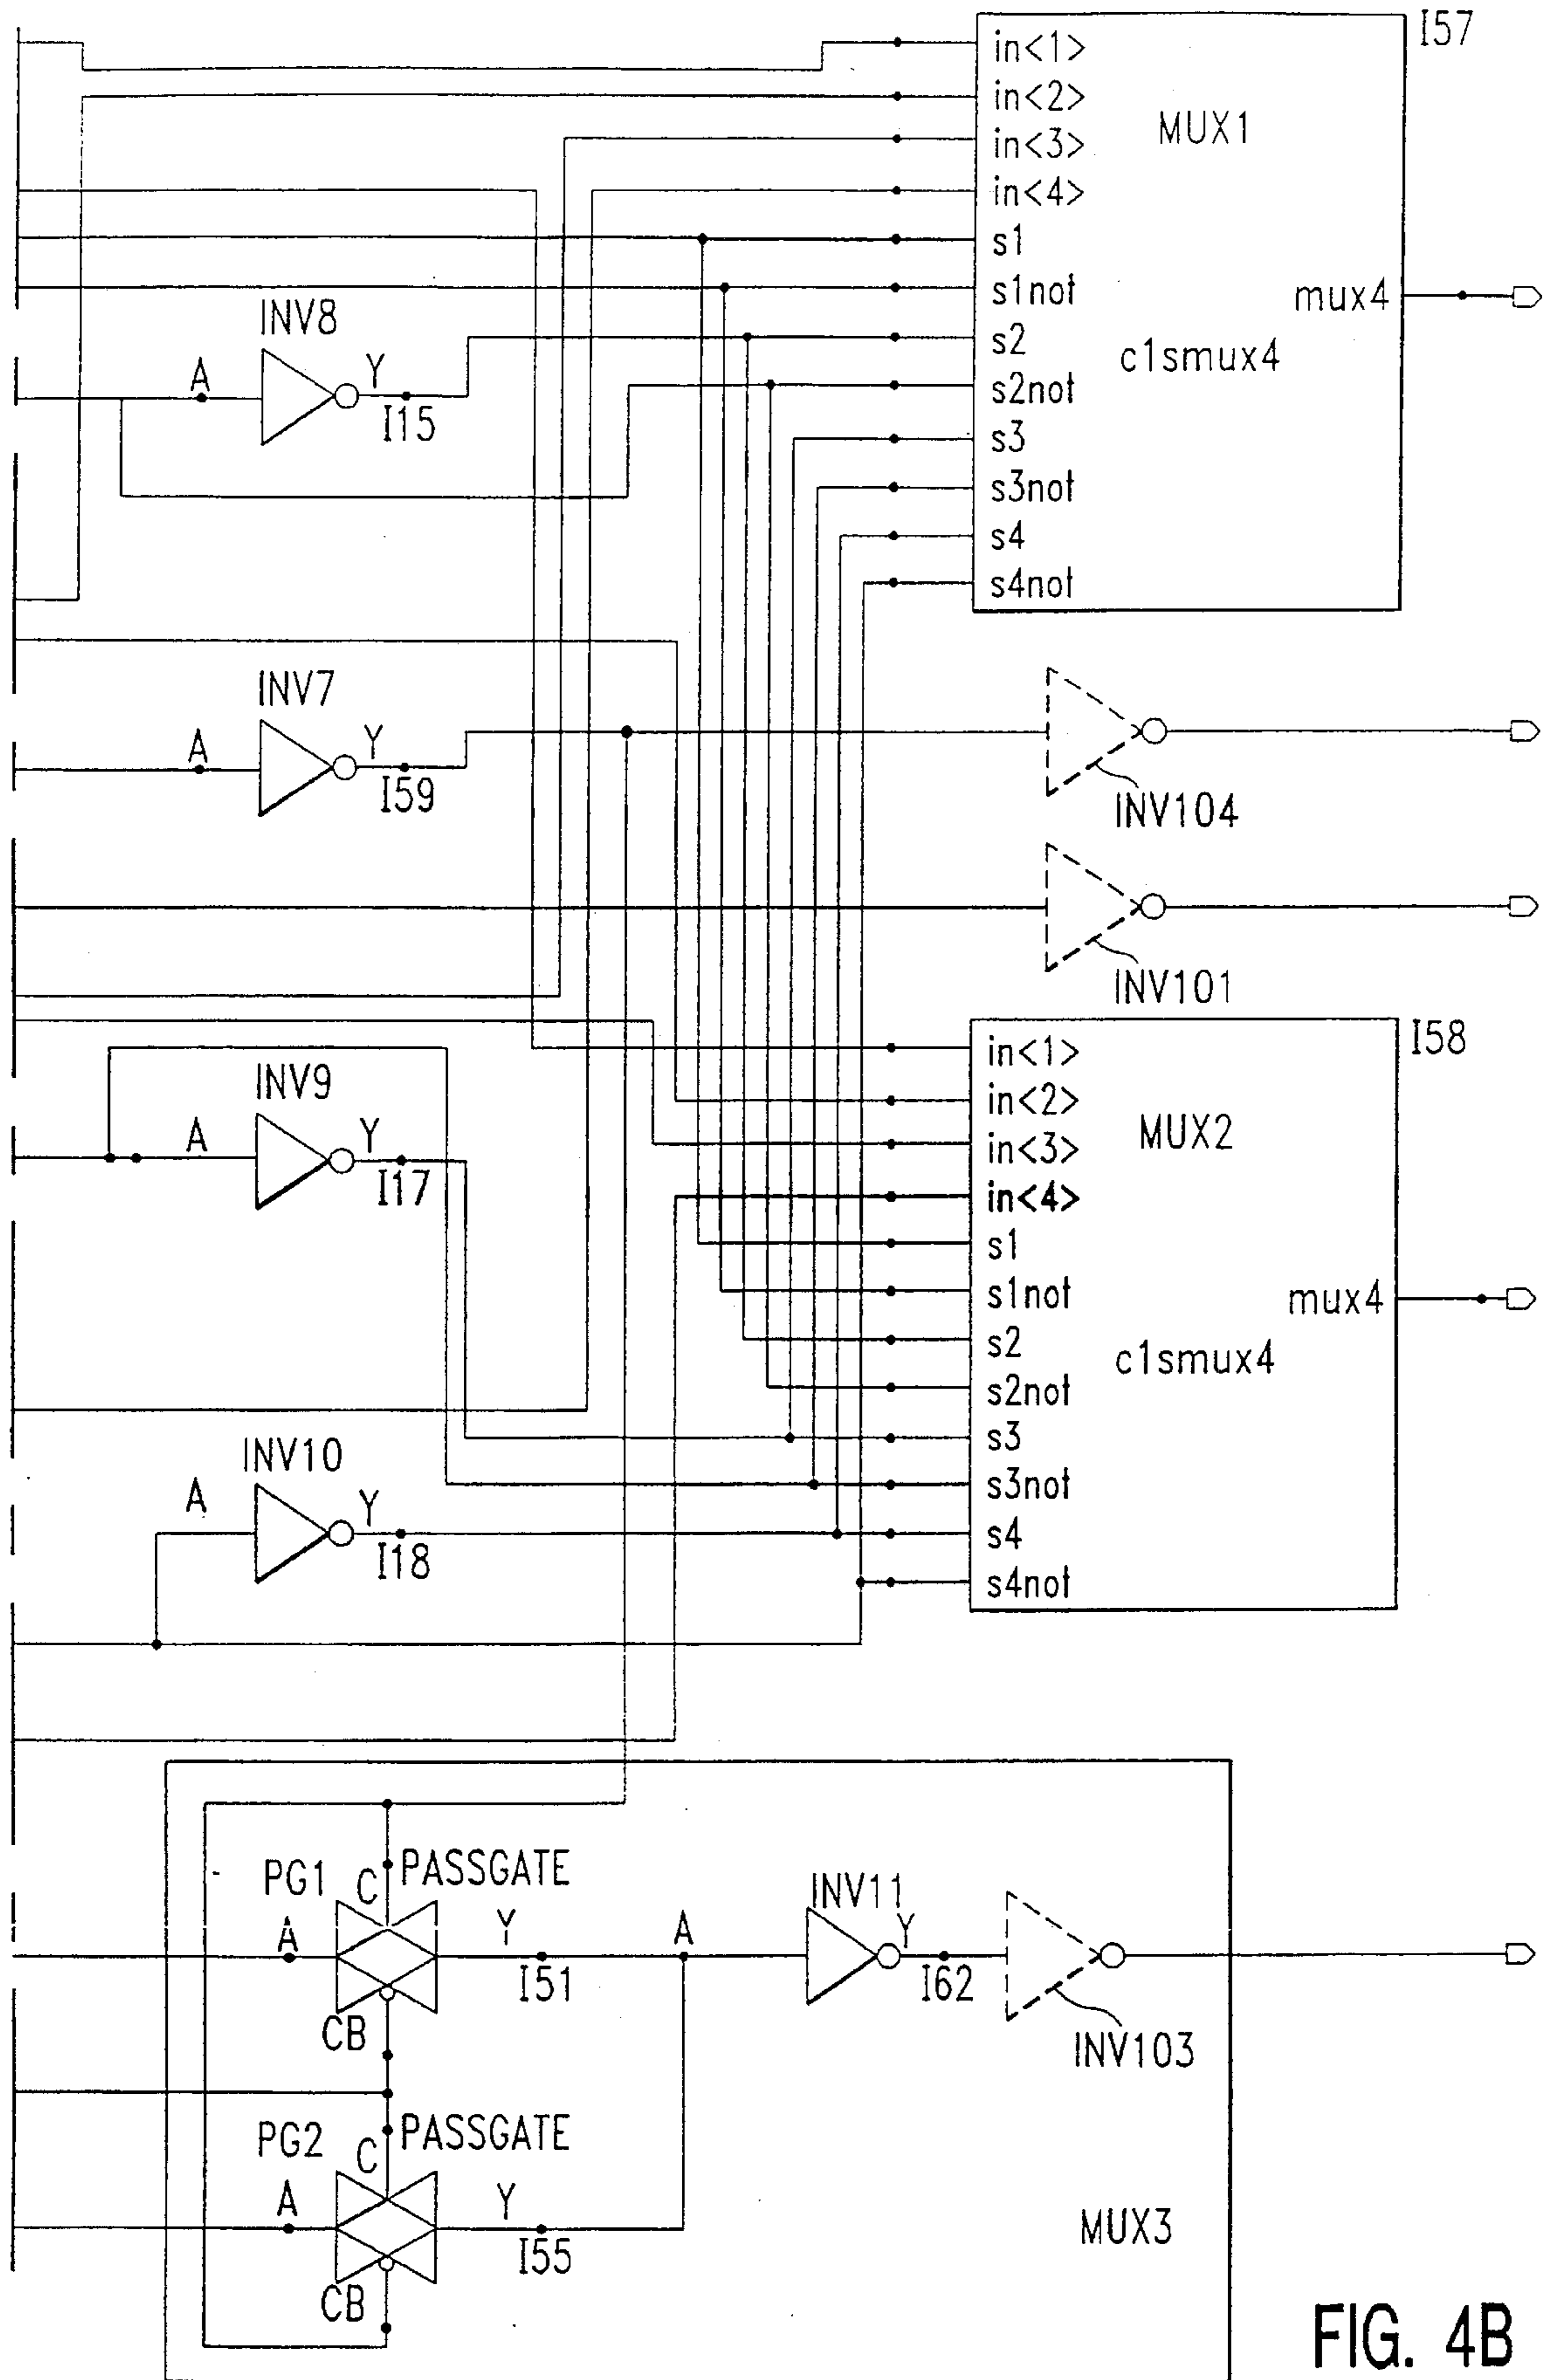 I57
in<1>
in<2>
MUX1
in<3>
in<4>
s1
s1not
mux4
INV8
s2
c1smux4
A
Y
s2not
I15
s3
s3not
s4
s4not
INV7
A
Y
I59
INV104
INV101
I58
in<1>
INV9
in<2>
MUX2
A
Y
in<3>
I17
in<4>
s1
s1not
mux4
s2
c1smux4
s2not
s3
INV10
s3not
A
Y
s4
I18
s4not
PG1
C
PASSGATE
INV11
A
Y
A
Y
I51
I62
CB
INV103
PG2
C
PASSGATE
A
Y
MUX3
I55
CB
FIG. 4B